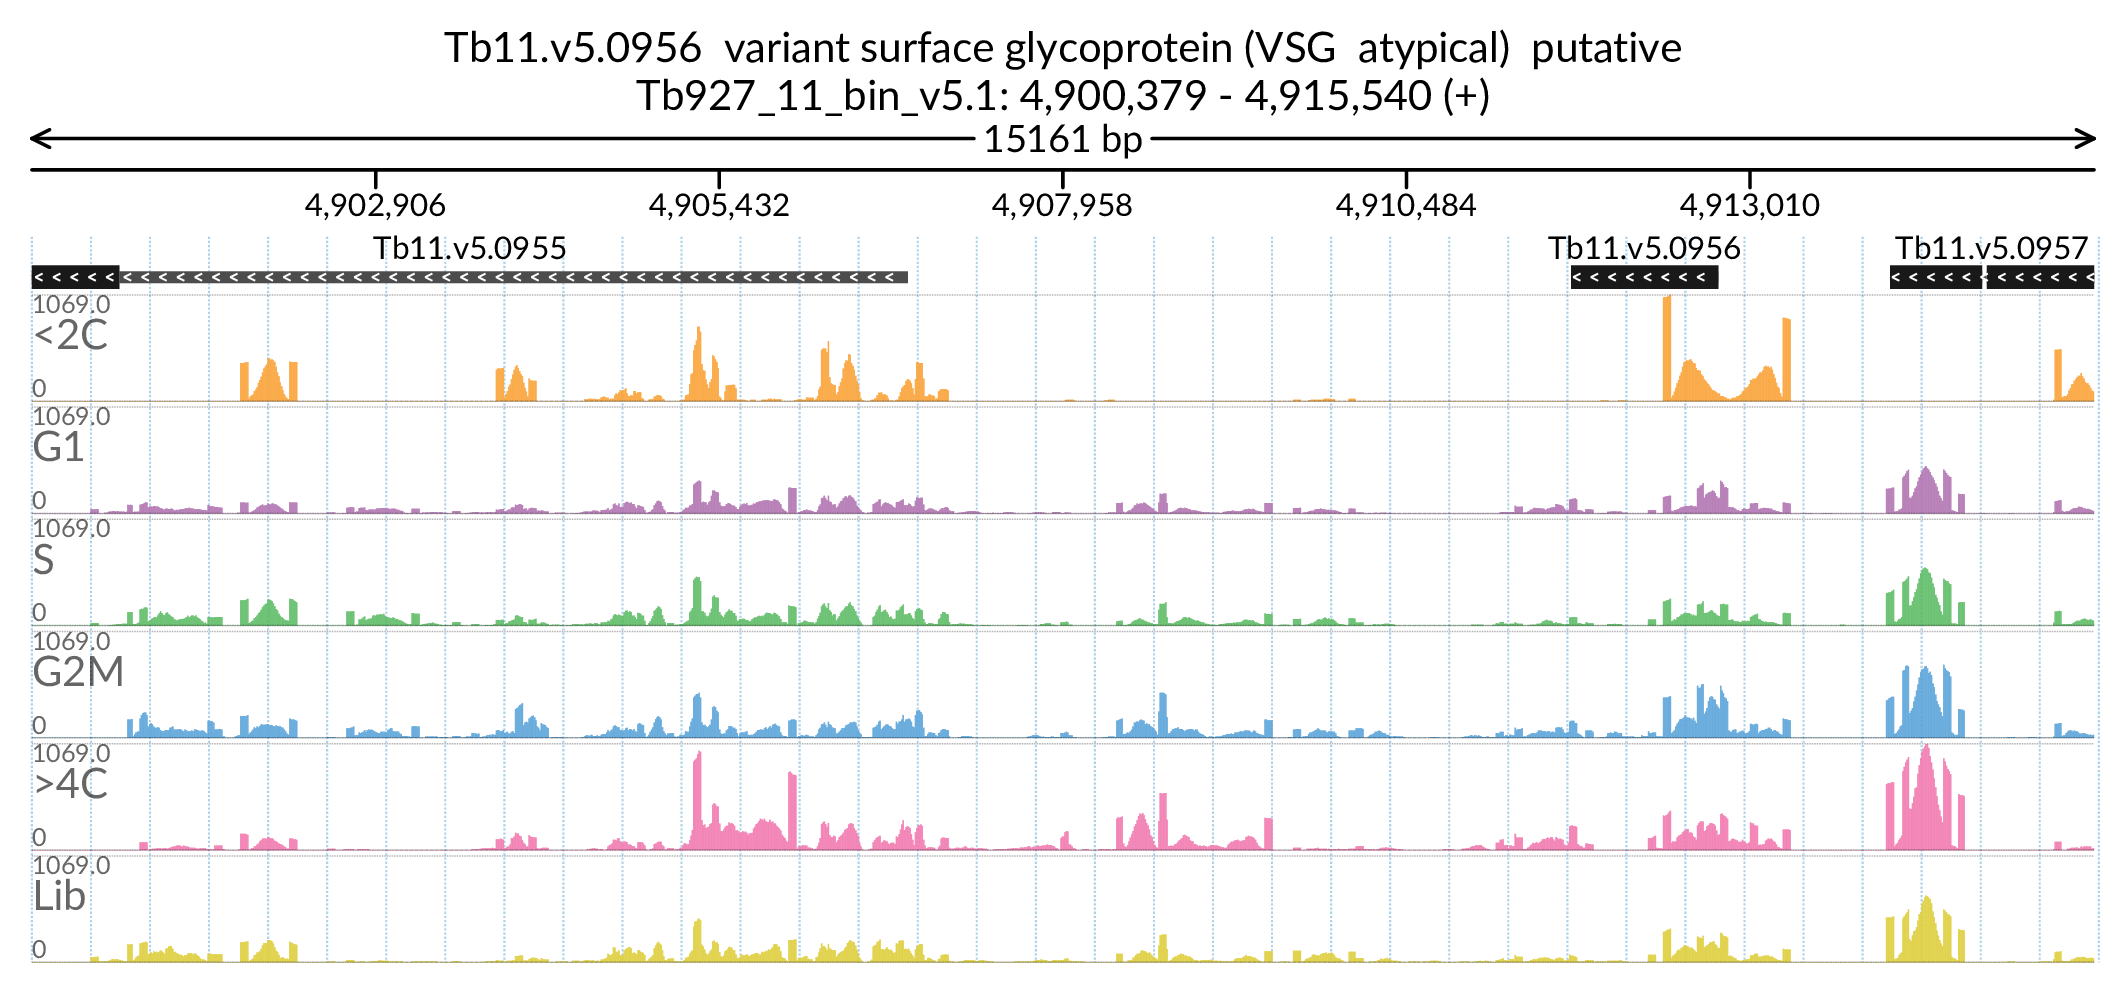 Tb11.v5.0956  variant surface glycoprotein (VSG  atypical)  putative
Tb927_11_bin_v5.1: 4,900,379 - 4,915,540 (+)
15161 bp
4,902,906 4,905,432 4,907,958 4,910,484 4,913,010
Tb11.v5.0955 Tb11.v5.0956 Tb11.v5.0957
1069.0
<2C
0
1069.0
G1
0
1069.0
S
0
1069.0
G2M
0
1069.0
>4C
0
1069.0
Lib
0